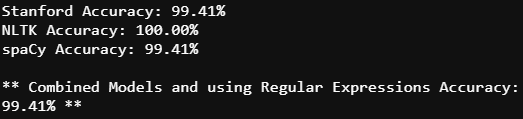 Stanford Accuracy: 99.41%
NLTK Accuracy: 100.00%
spaCy Accuracy: 99.41%
** Combined Models and using Regular Expressions Accuracy:
99.41% **